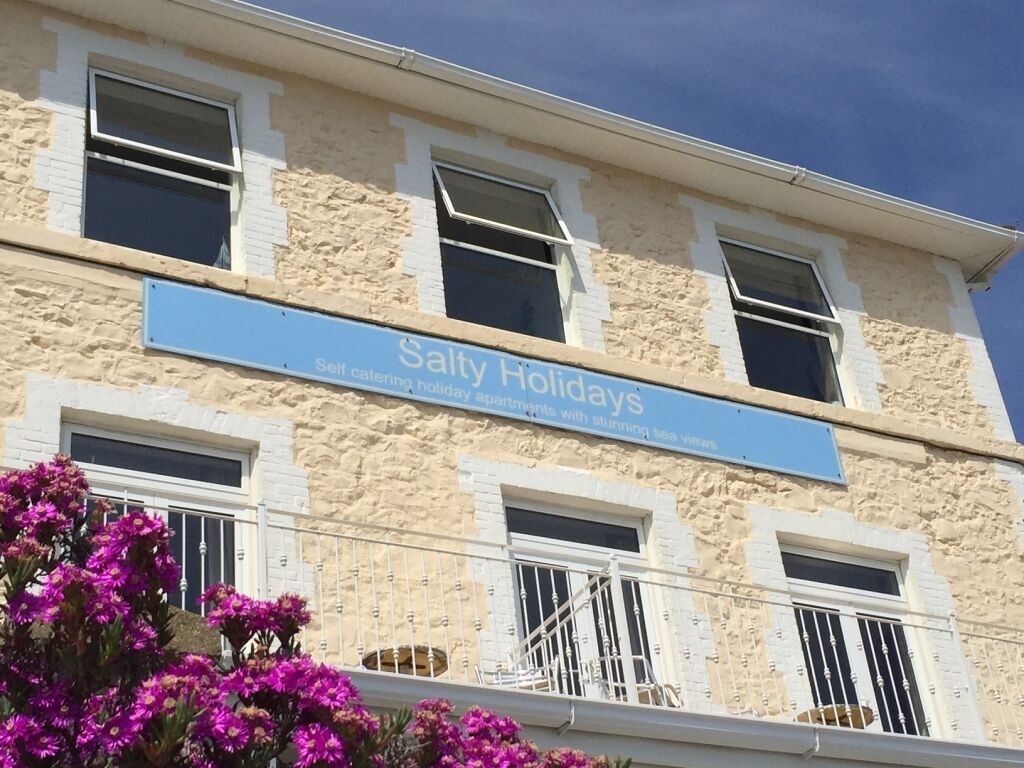 Salty Holidays
Self catering holiday apartments with stunning sea views